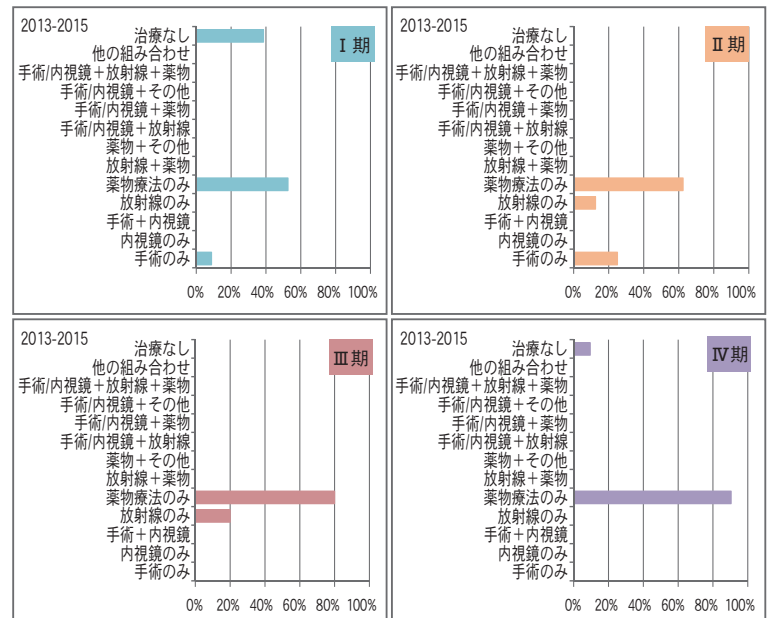 2013-2015
Ⅰ期
治療なし
他の組み合わせ
手術/内視鏡＋放射線＋薬物
手術/内視鏡＋その他
手術/内視鏡＋薬物
手術/内視鏡＋放射線
薬物＋その他
放射線＋薬物
薬物療法のみ
放射線のみ
手術＋内視鏡
内視鏡のみ
手術のみ
0% 20% 40% 60% 80% 100%
2013-2015
Ⅱ期
治療なし
他の組み合わせ
手術/内視鏡＋放射線＋薬物
手術/内視鏡＋その他
手術/内視鏡＋薬物
手術/内視鏡＋放射線
薬物＋その他
放射線＋薬物
薬物療法のみ
放射線のみ
手術＋内視鏡
内視鏡のみ
手術のみ
0% 20% 40% 60% 80% 100%
2013-2015
Ⅲ期
治療なし
他の組み合わせ
手術/内視鏡＋放射線＋薬物
手術/内視鏡＋その他
手術/内視鏡＋薬物
手術/内視鏡＋放射線
薬物＋その他
放射線＋薬物
薬物療法のみ
放射線のみ
手術＋内視鏡
内視鏡のみ
手術のみ
0% 20% 40% 60% 80% 100%
2013-2015
Ⅳ期
治療なし
他の組み合わせ
手術/内視鏡＋放射線＋薬物
手術/内視鏡＋その他
手術/内視鏡＋薬物
手術/内視鏡＋放射線
薬物＋その他
放射線＋薬物
薬物療法のみ
放射線のみ
手術＋内視鏡
内視鏡のみ
手術のみ
0% 20% 40% 60% 80% 100%